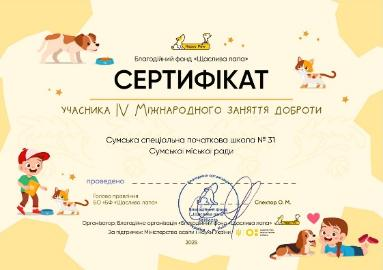 Happy Paw
Благодійний фонд «Щаслива лапа»
СЕРТИФІКАТ
УЧАСНИКА IV МІЖНАРОДНОГО ЗАНЯТТЯ ДОБРОТИ
Сумська спеціальна початкова школа № 31
Сумської міської ради
проведено
Голова правління
БО «БФ «Щаслива лапа»
Спектор О. М.
Організатор: Благодійна організація «Благодійний фонд «Щаслива лапа»
За підтримки: Міністерства освіти і науки України
2025